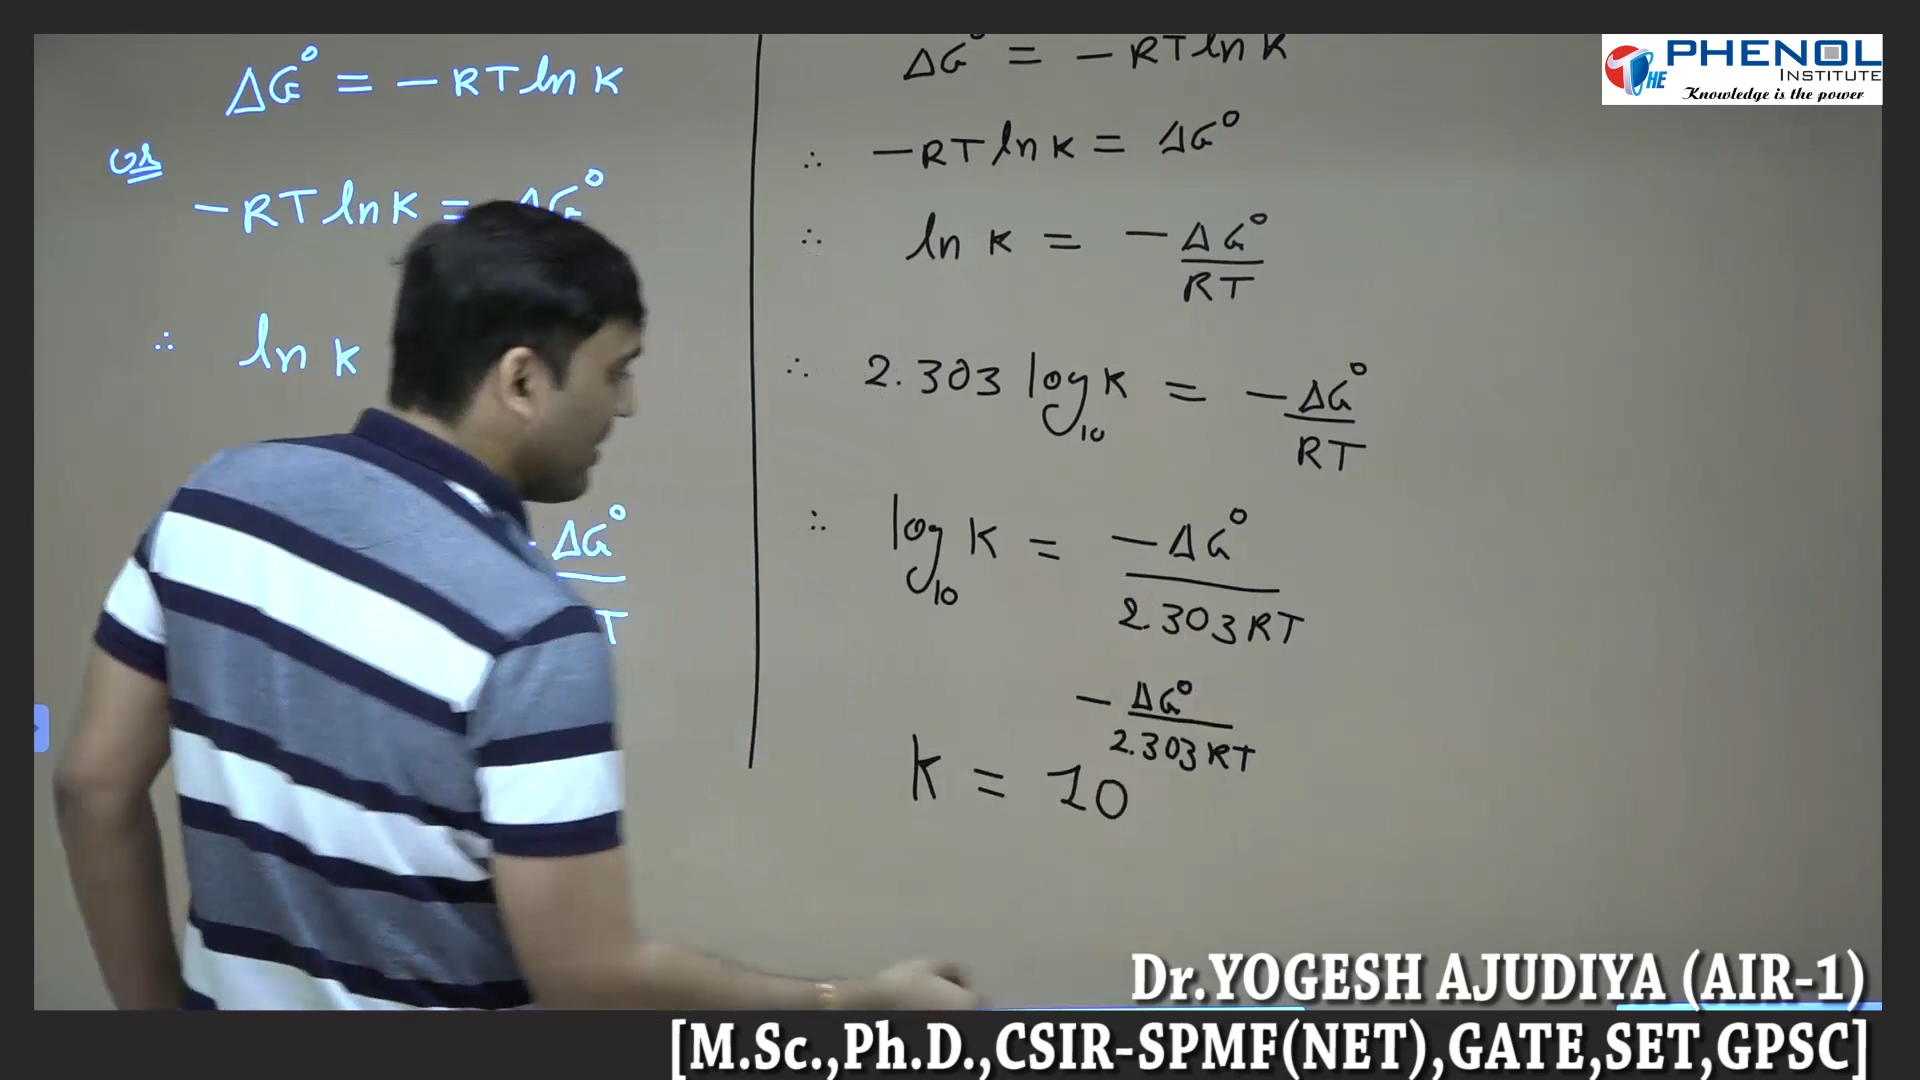 ΔG° = −RT ln K
or
−RT ln K = ΔG°
∴ ln K
ΔG°
T
ΔG° = −RT ln K
∴ −RT ln K = ΔG°
∴ ln K = −ΔG°/RT
∴ 2.303 log₁₀ K = −ΔG°/RT
∴ log₁₀ K = −ΔG°/2.303RT
K = 10^(−ΔG°/2.303RT)
THE PHENOL
INSTITUTE
Knowledge is the power
Dr.YOGESH AJUDIYA (AIR-1)
[M.Sc.,Ph.D.,CSIR-SPMF(NET),GATE,SET,GPSC]